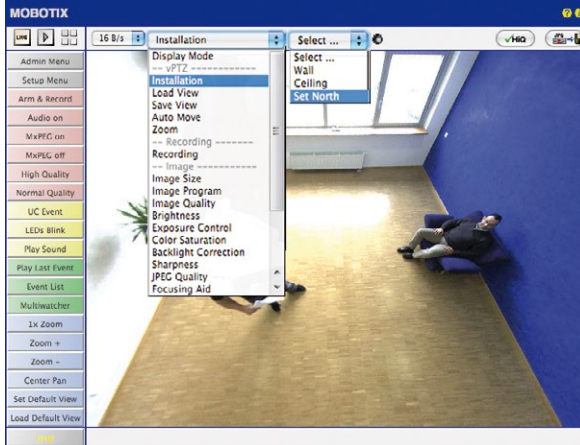 MOBOTIX
LIVE
16 B/s
Installation
Select ...
HiQ
Admin Menu
Setup Menu
Arm & Record
Audio on
MxPEG on
MxPEG off
High Quality
Normal Quality
UC Event
LEDs Blink
Play Sound
Play Last Event
Event List
Multiwatcher
1x Zoom
Zoom +
Zoom –
Center Pan
Set Default View
Load Default View
Display Mode
-- vPTZ -----------
Installation
Load View
Save View
Auto Move
Zoom
-- Recording -------
Recording
-- Image ------------
Image Size
Image Program
Image Quality
Brightness
Exposure Control
Color Saturation
Backlight Correction
Sharpness
JPEG Quality
Focusing Aid
Select ...
Wall
Ceiling
Set North